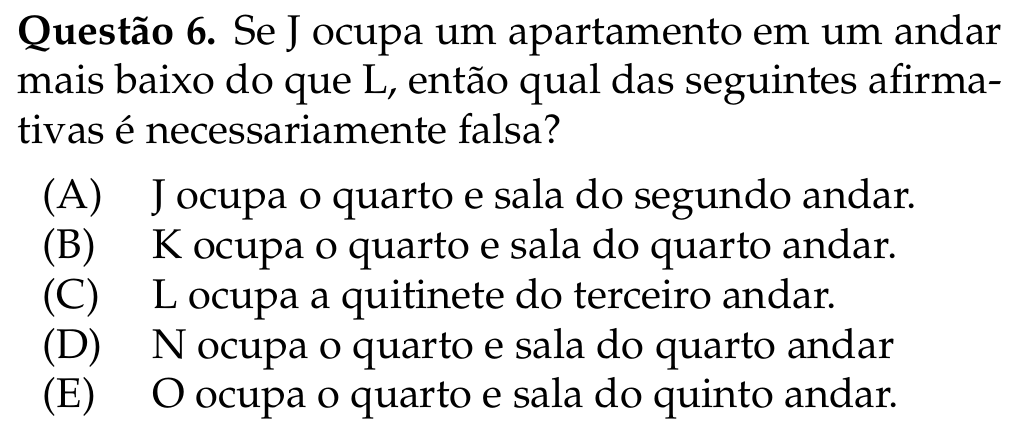 Questão 6. Se J ocupa um apartamento em um andar
mais baixo do que L, então qual das seguintes afirma-
tivas é necessariamente falsa?
(A) J ocupa o quarto e sala do segundo andar.
(B) K ocupa o quarto e sala do quarto andar.
(C) L ocupa a quitinete do terceiro andar.
(D) N ocupa o quarto e sala do quarto andar
(E) O ocupa o quarto e sala do quinto andar.